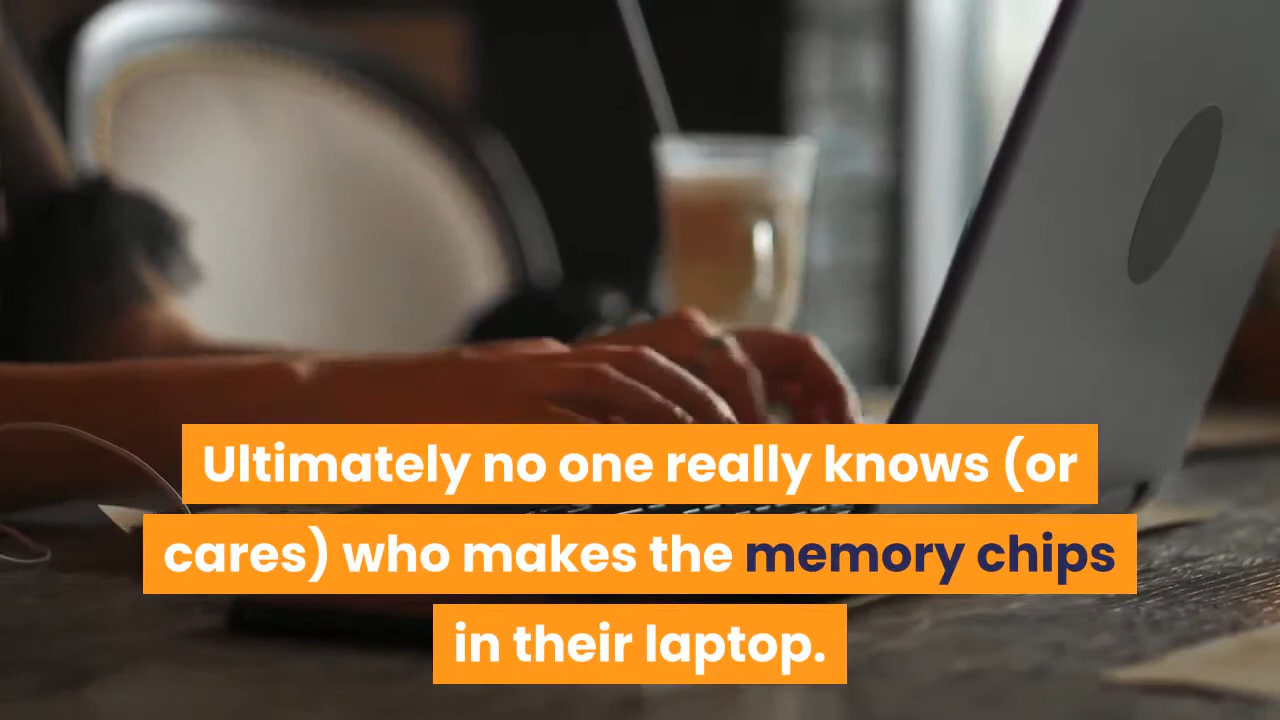 Ultimately no one really knows (or
cares) who makes the memory chips
in their laptop.